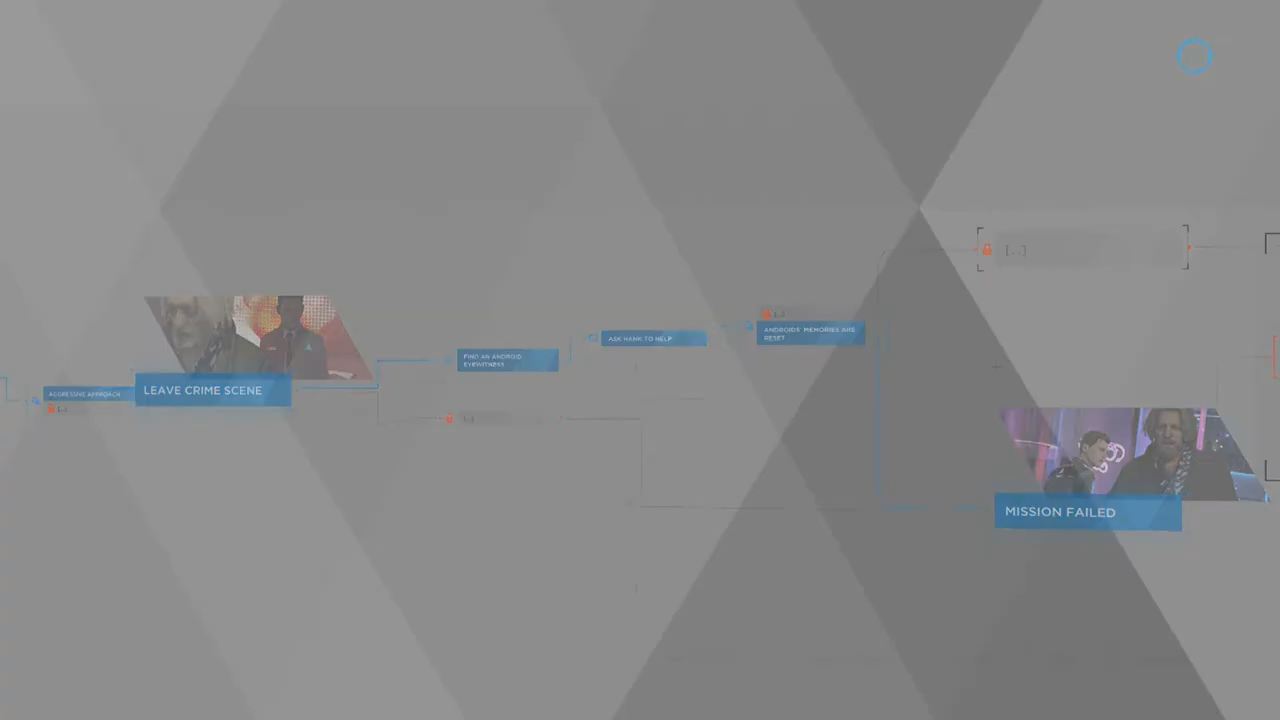 [..]
[..]
ANDROIDS' MEMORIES ARE
RESET
ASK HANK TO HELP
FIND AN ANDROID
EYEWITNESS
AGGRESSIVE APPROACH
LEAVE CRIME SCENE
[..]
[..]
MISSION FAILED